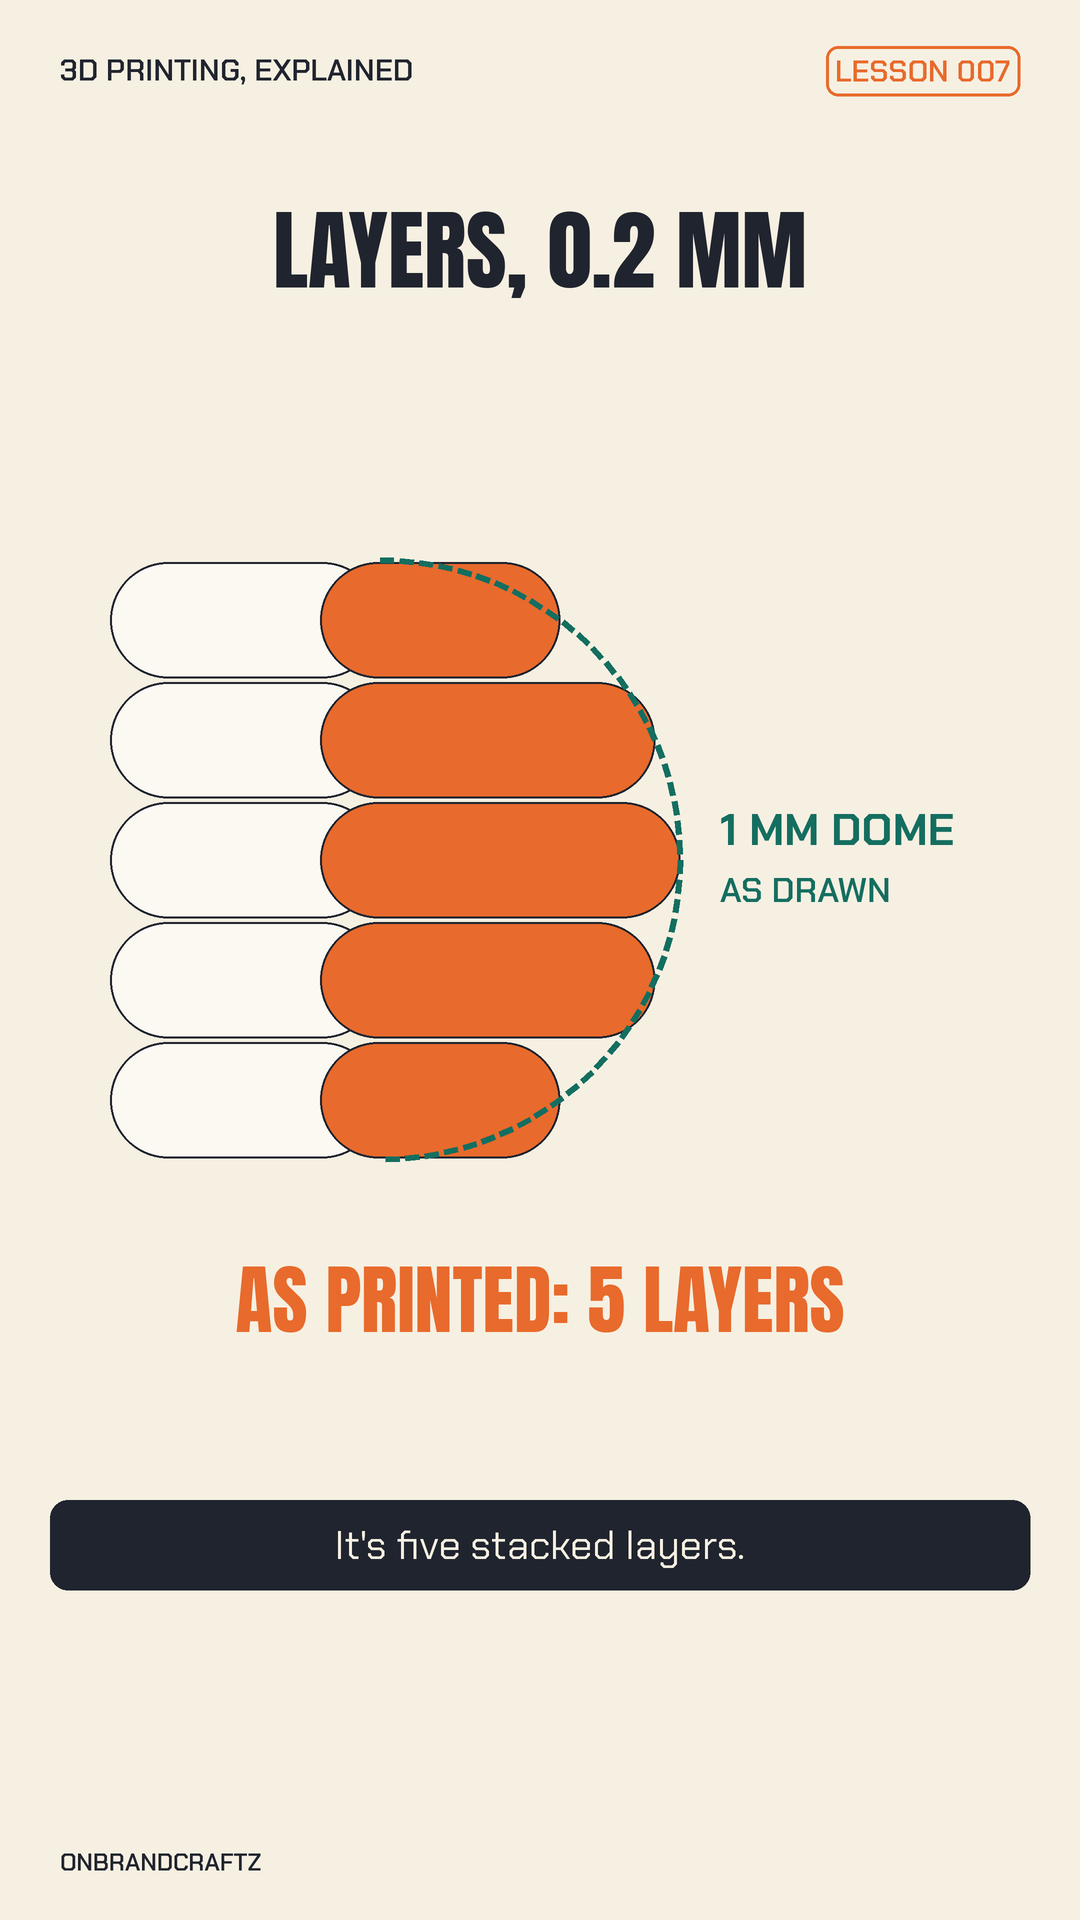 3D PRINTING, EXPLAINED
LESSON 007
LAYERS, 0.2 MM
1 MM DOME
AS DRAWN
AS PRINTED: 5 LAYERS
It's five stacked layers.
ONBRANDCRAFTZ